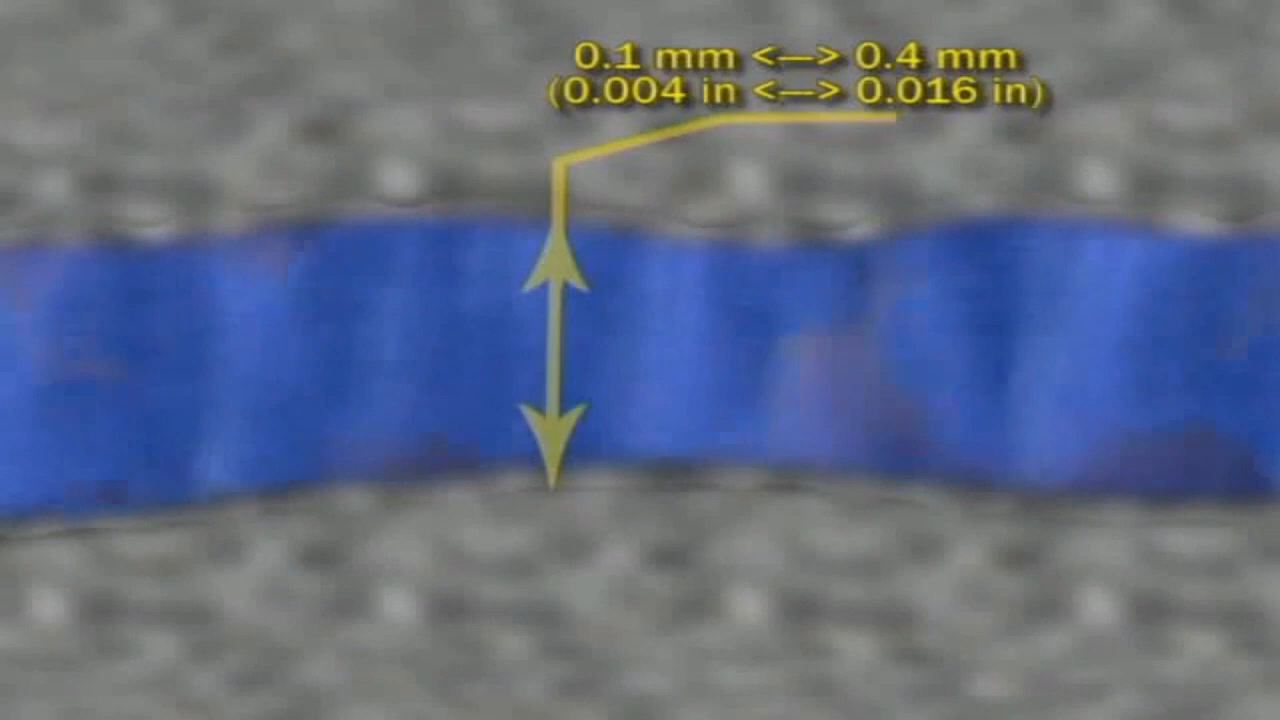 0.1 mm <—> 0.4 mm
(0.004 in <—> 0.016 in)